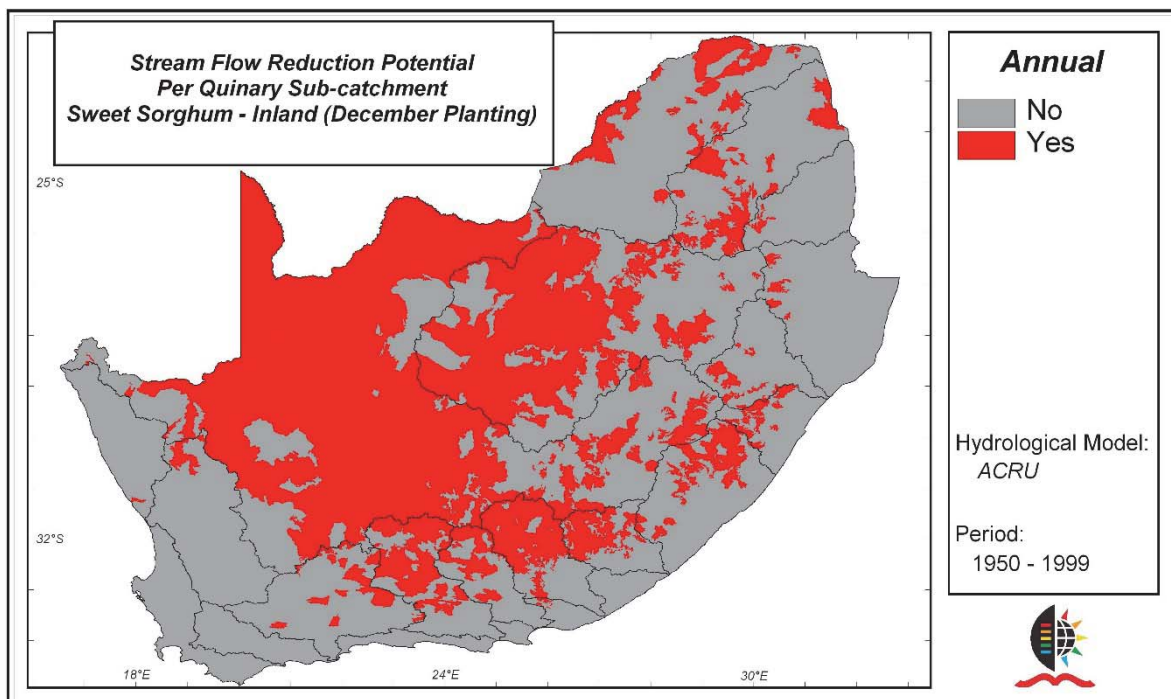 Stream Flow Reduction Potential
Per Quinary Sub-catchment
Sweet Sorghum - Inland (December Planting)
Annual
No
Yes
25°S
Hydrological Model:
ACRU
32°S
Period:
1950 - 1999
18°E
24°E
30°E